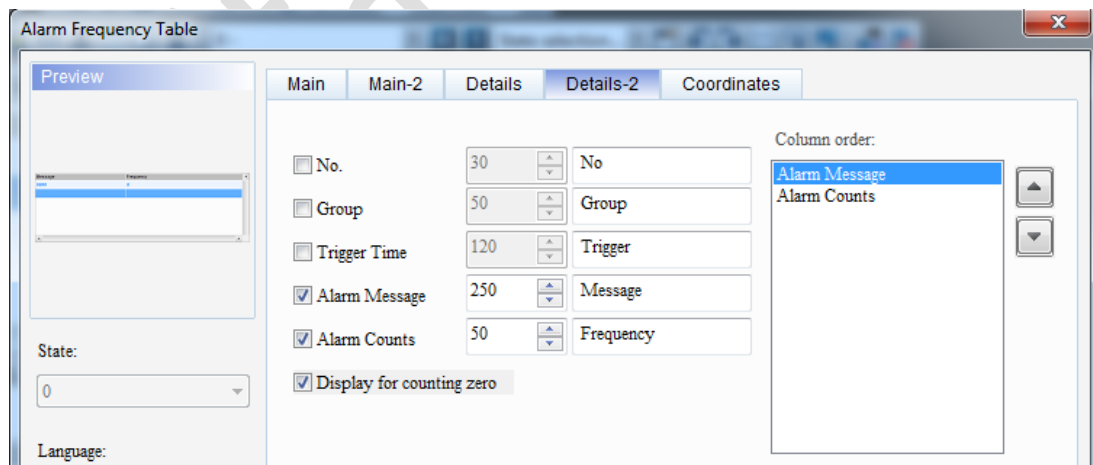 Alarm Frequency Table
Preview
Message Frequency
State:
0
Language:
Main Main-2 Details Details-2 Coordinates
No. 30 No
Group 50 Group
Trigger Time 120 Trigger
Alarm Message 250 Message
Alarm Counts 50 Frequency
Display for counting zero
Column order:
Alarm Message
Alarm Counts